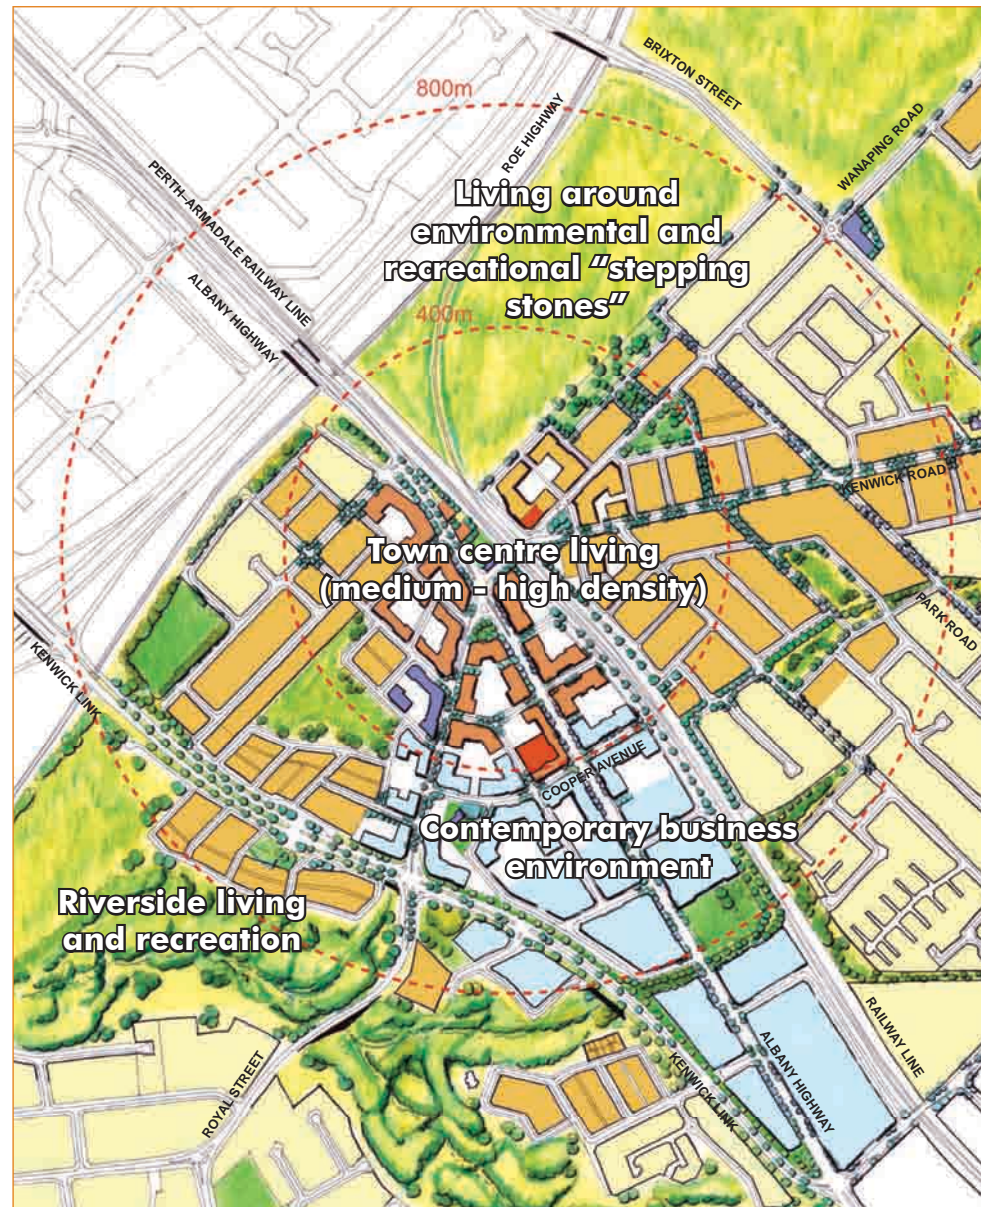 BRIXTON STREET
800m
ROE HIGHWAY
WANAPING ROAD
PERTH–ARMADALE RAILWAY LINE
Living around
environmental and
recreational “stepping
stones”
ALBANY HIGHWAY
400m
KENWICK ROAD
Town centre living
(medium - high density)
PARK ROAD
KENWICK LINK
COOPER AVENUE
Contemporary business
environment
Riverside living
and recreation
RAILWAY LINE
ALBANY HIGHWAY
KENWICK LINK
ROYAL STREET